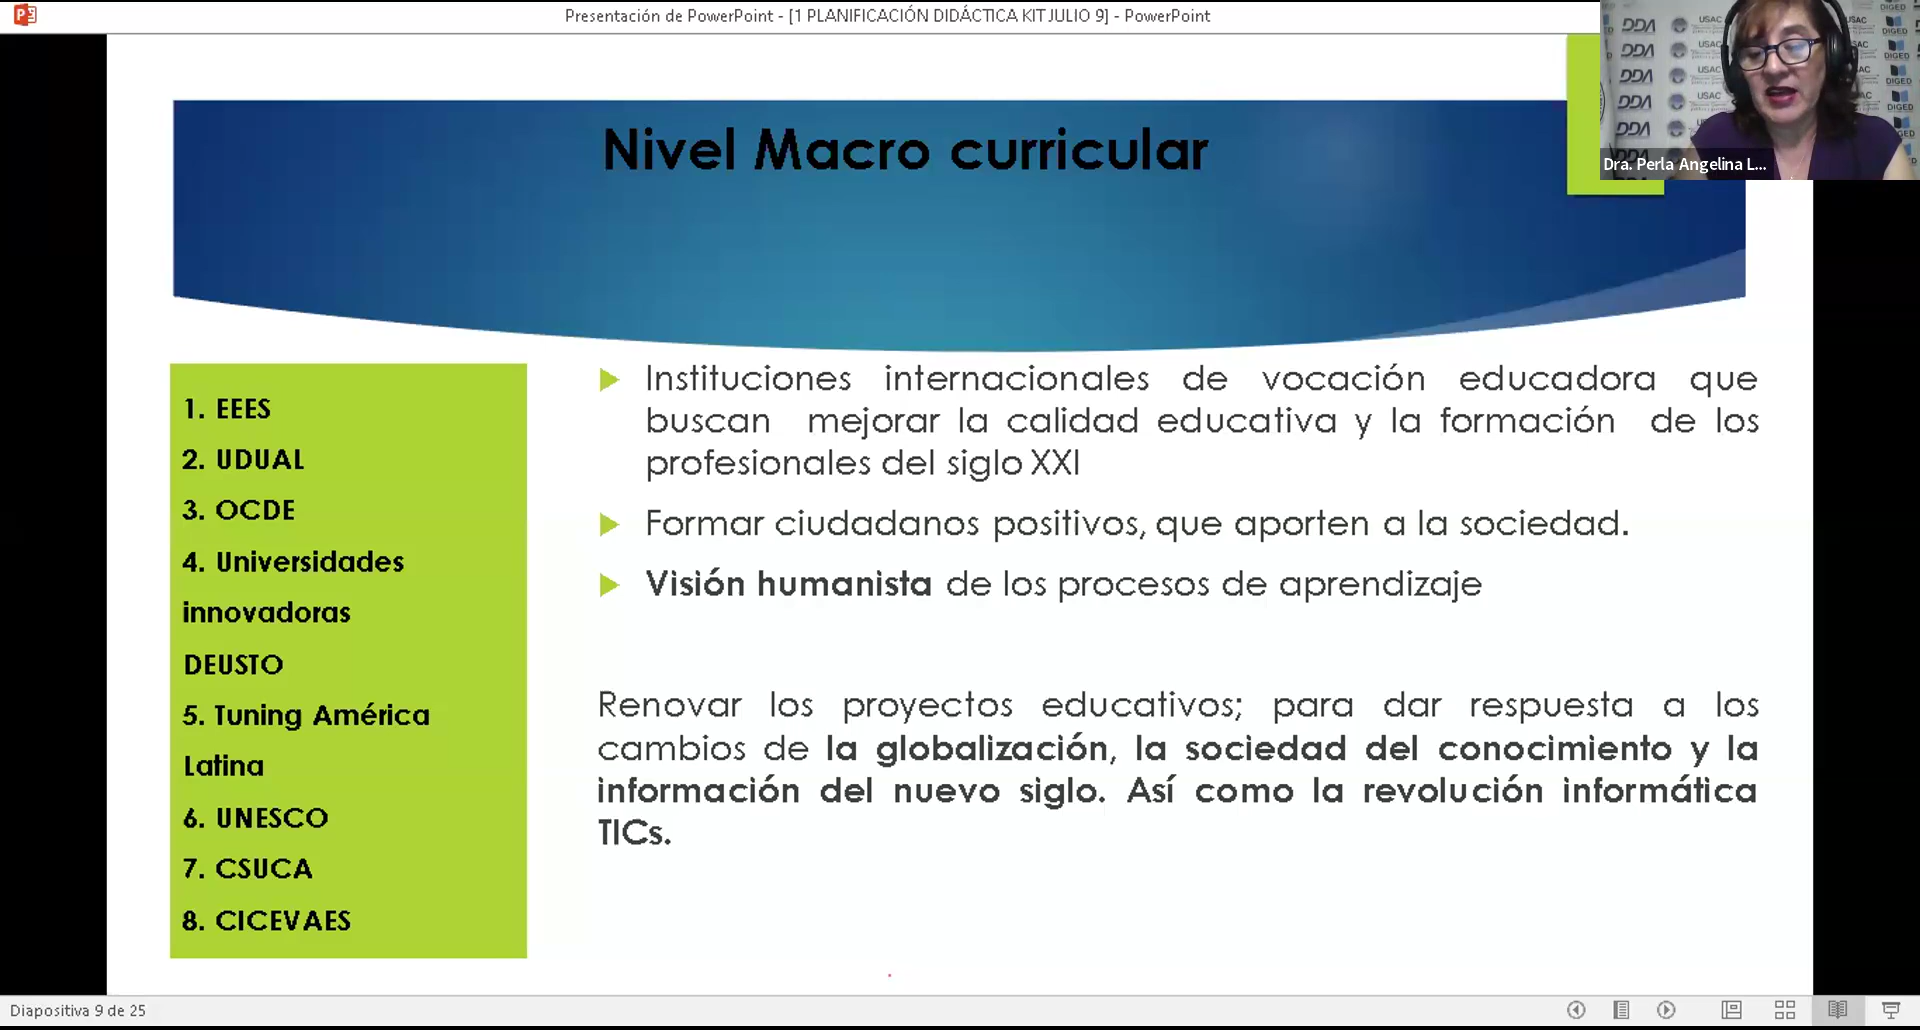 Presentación de PowerPoint - [1 PLANIFICACIÓN DIDÁCTICA KIT JULIO 9] - PowerPoint
DDA USAC DIGED
Dra. Perla Angelina L...
Nivel Macro curricular
1. EEES
2. UDUAL
3. OCDE
4. Universidades
innovadoras
DEUSTO
5. Tuning América
Latina
6. UNESCO
7. CSUCA
8. CICEVAES
Instituciones internacionales de vocación educadora que
buscan mejorar la calidad educativa y la formación de los
profesionales del siglo XXI
Formar ciudadanos positivos, que aporten a la sociedad.
Visión humanista de los procesos de aprendizaje
Renovar los proyectos educativos; para dar respuesta a los
cambios de la globalización, la sociedad del conocimiento y la
información del nuevo siglo. Así como la revolución informática
TICs.
Diapositiva 9 de 25